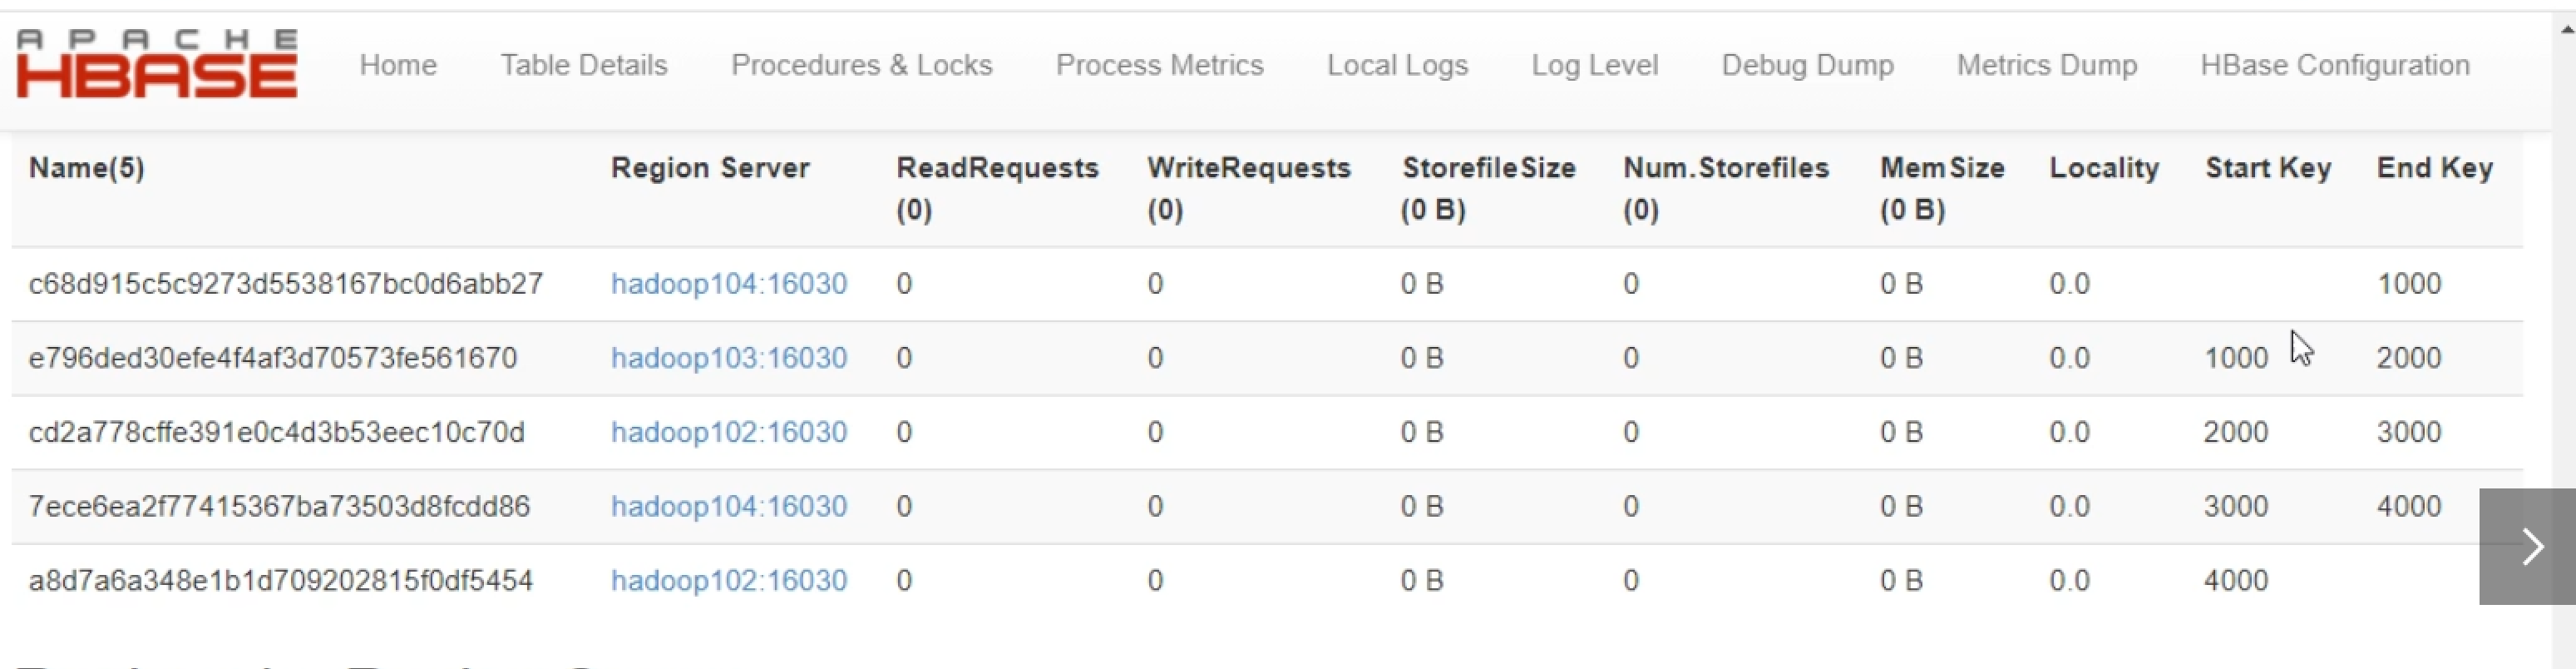 APACHE
HBASE Home Table Details Procedures & Locks Process Metrics Local Logs Log Level Debug Dump Metrics Dump HBase Configuration
Name(5) Region Server ReadRequests WriteRequests StorefileSize Num.Storefiles MemSize Locality Start Key End Key
(0) (0) (0 B) (0) (0 B)
c68d915c5c9273d5538167bc0d6abb27 hadoop104:16030 0 0 0 B 0 0 B 0.0 1000
e796ded30efe4f4af3d70573fe561670 hadoop103:16030 0 0 0 B 0 0 B 0.0 1000 2000
cd2a778cffe391e0c4d3b53eec10c70d hadoop102:16030 0 0 0 B 0 0 B 0.0 2000 3000
7ece6ea2f77415367ba73503d8fcdd86 hadoop104:16030 0 0 0 B 0 0 B 0.0 3000 4000
a8d7a6a348e1b1d709202815f0df5454 hadoop102:16030 0 0 0 B 0 0 B 0.0 4000